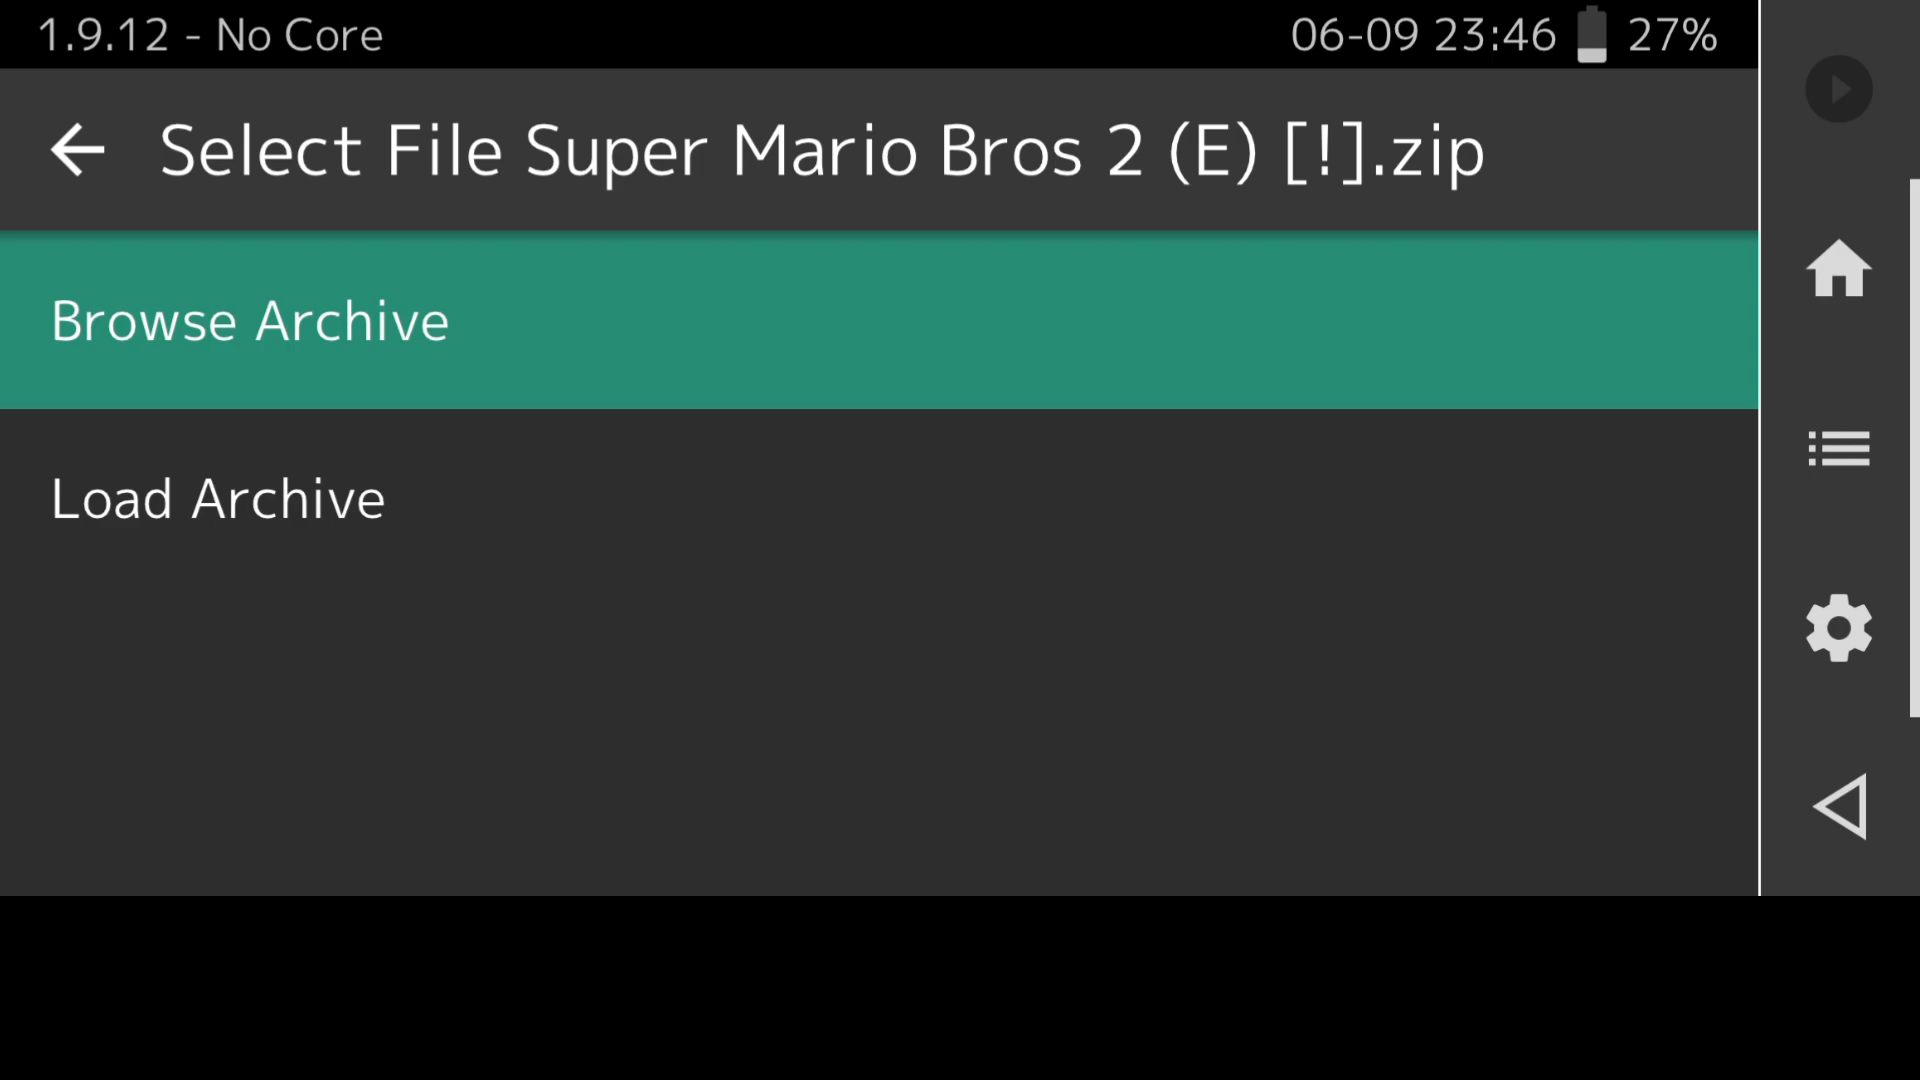 1.9.12 - No Core
06-09 23:46 27%
Select File Super Mario Bros 2 (E) [!].zip
Browse Archive
Load Archive